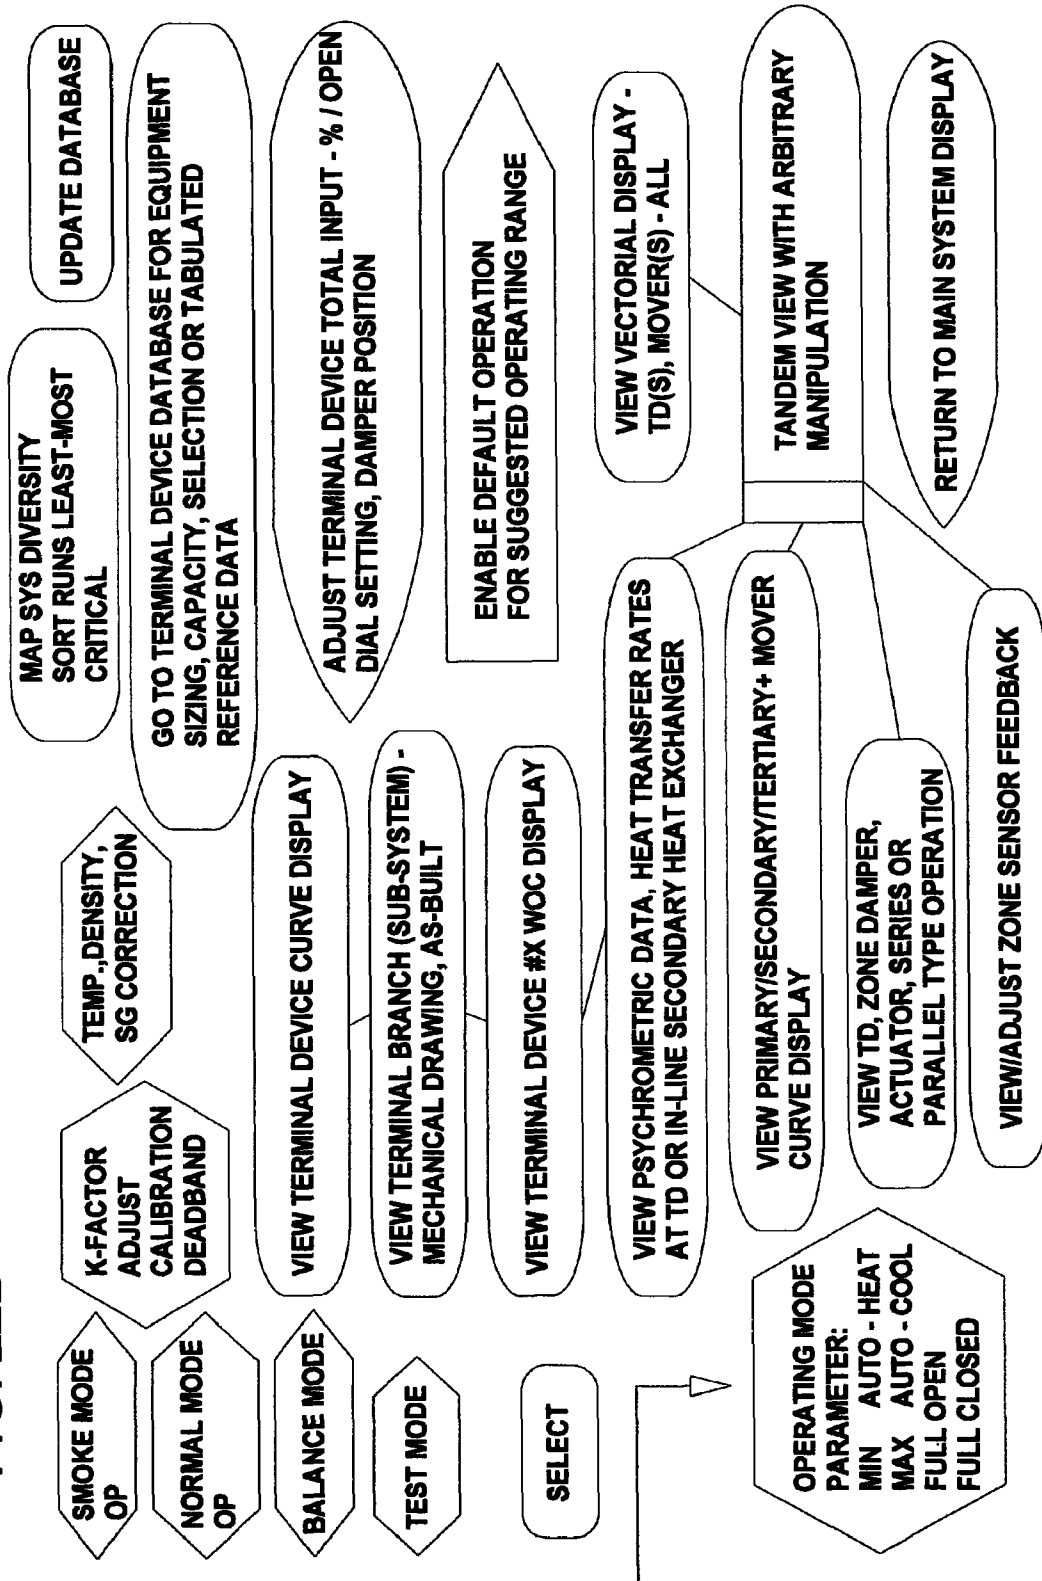 SMOKE MODE
OP
NORMAL MODE
OP
BALANCE MODE
TEST MODE
SELECT
OPERATING MODE
PARAMETER:
MIN AUTO - HEAT
MAX AUTO - COOL
FULL OPEN
FULL CLOSED
K-FACTOR
ADJUST
CALIBRATION
DEADBAND
TEMP.,DENSITY,
SG CORRECTION
MAP SYS DIVERSITY
SORT RUNS LEAST-MOST
CRITICAL
UPDATE DATABASE
GO TO TERMINAL DEVICE DATABASE FOR EQUIPMENT
SIZING, CAPACITY, SELECTION OR TABULATED
REFERENCE DATA
VIEW TERMINAL DEVICE CURVE DISPLAY
ADJUST TERMINAL DEVICE TOTAL INPUT - % / OPEN
DIAL SETTING, DAMPER POSITION
VIEW TERMINAL BRANCH (SUB-SYSTEM) -
MECHANICAL DRAWING, AS-BUILT
ENABLE DEFAULT OPERATION
FOR SUGGESTED OPERATING RANGE
VIEW TERMINAL DEVICE #X WOC DISPLAY
VIEW PSYCHROMETRIC DATA, HEAT TRANSFER RATES
AT TD OR IN-LINE SECONDARY HEAT EXCHANGER
VIEW VECTORIAL DISPLAY -
TD(S), MOVER(S) - ALL
VIEW PRIMARY/SECONDARY/TERTIARY+ MOVER
CURVE DISPLAY
TANDEM VIEW WITH ARBITRARY
MANIPULATION
VIEW TD, ZONE DAMPER,
ACTUATOR, SERIES OR
PARALLEL TYPE OPERATION
RETURN TO MAIN SYSTEM DISPLAY
VIEW/ADJUST ZONE SENSOR FEEDBACK